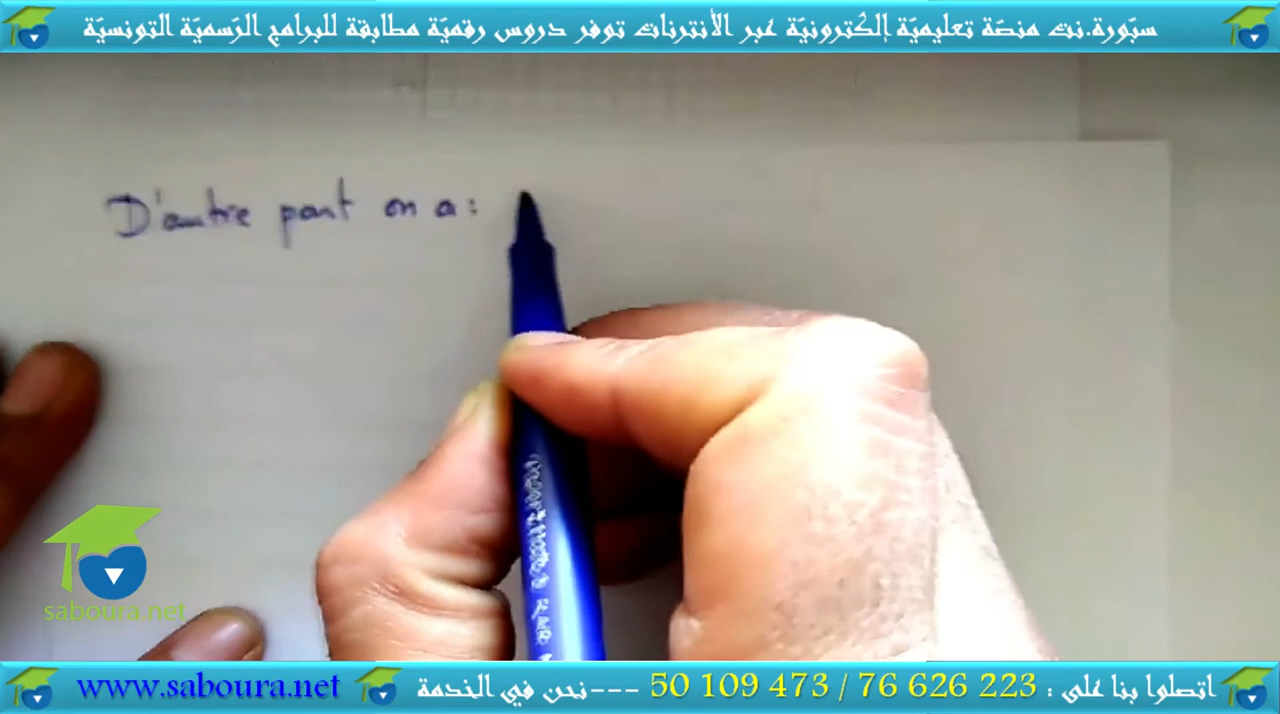 سبّورة.نت منصّة تعليميّة إلكترونيّة عبر الأنترنات توفر دروس رقميّة مطابقة للبرامج الرّسميّة التونسيّة
D'autre part on a :
saboura.net
اتصلوا بنا على : 50 109 473 / 76 626 223 ---نحن في الخدمة www.saboura.net